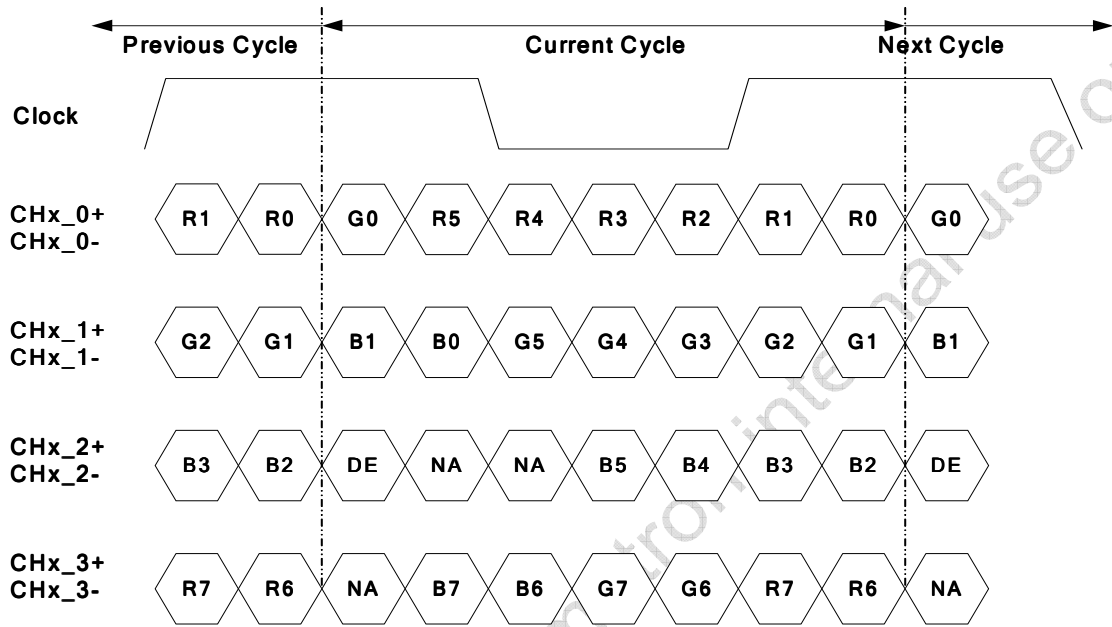 Previous Cycle Current Cycle Next Cycle
Clock
CHx_0+ R1 R0 G0 R5 R4 R3 R2 R1 R0 G0
CHx_0-
CHx_1+ G2 G1 B1 B0 G5 G4 G3 G2 G1 B1
CHx_1-
CHx_2+ B3 B2 DE NA NA B5 B4 B3 B2 DE
CHx_2-
CHx_3+ R7 R6 NA B7 B6 G7 G6 R7 R6 NA
CHx_3-
use